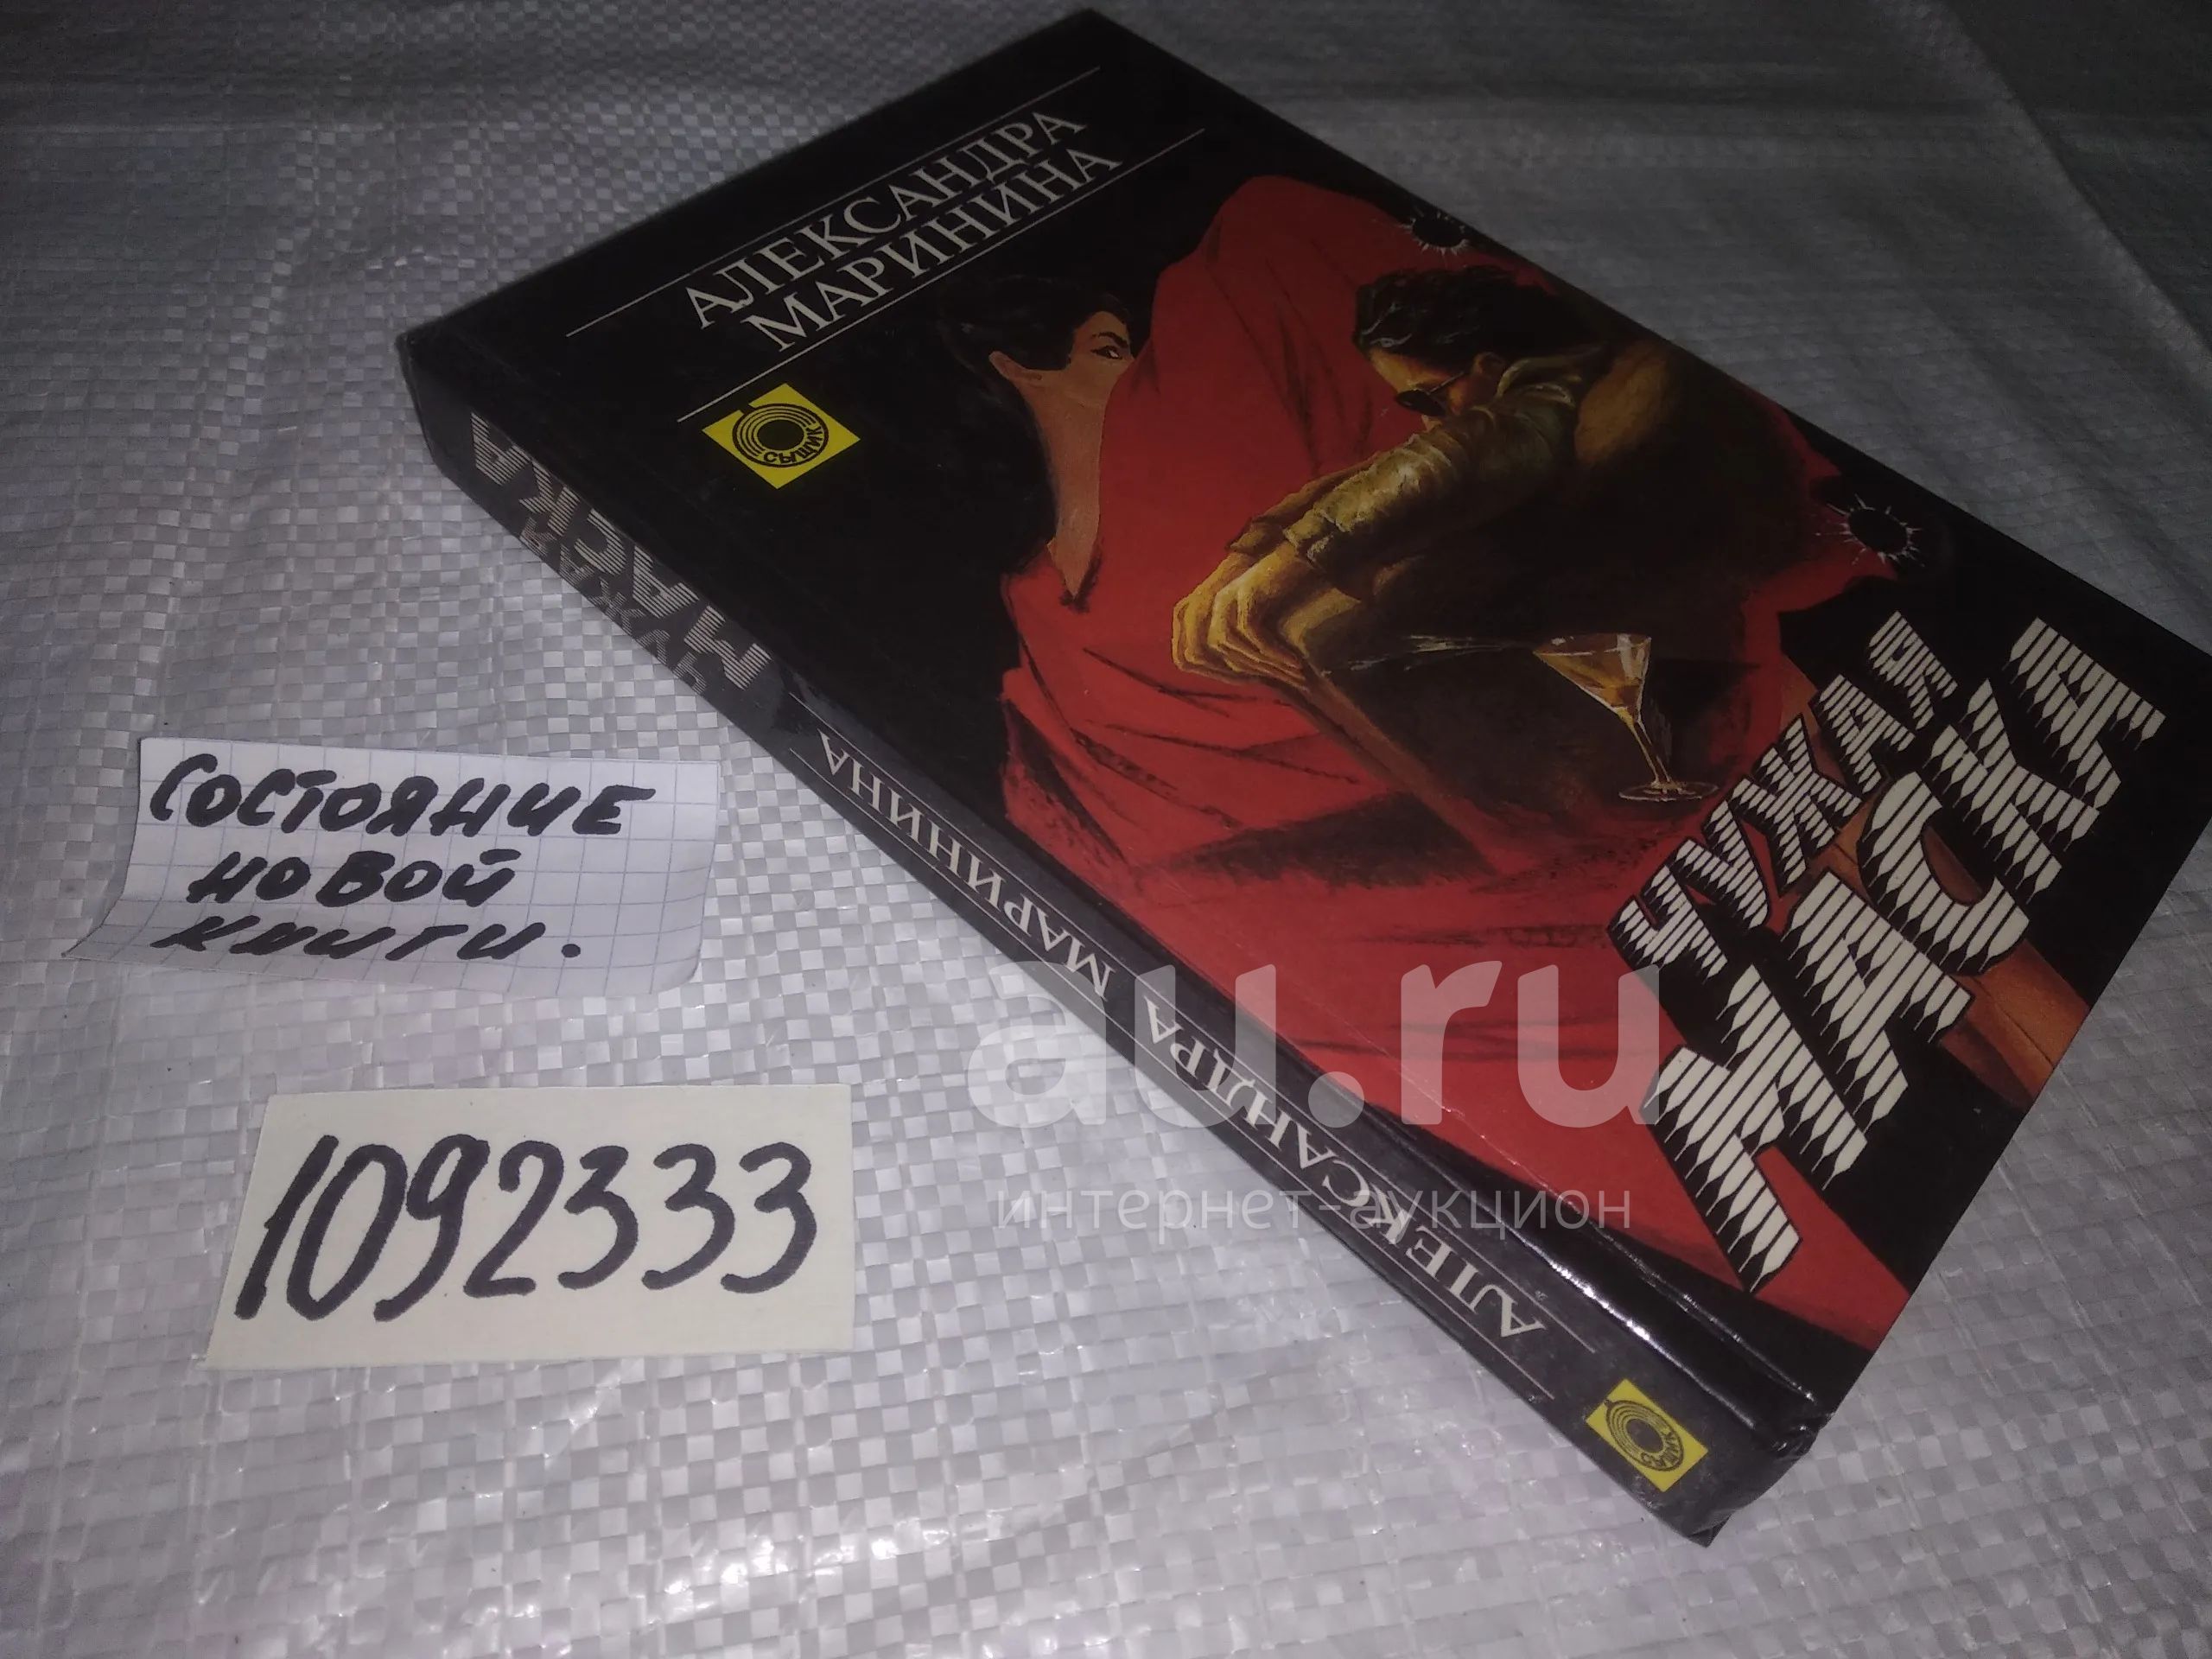 АЛЕКСАНДРА
МАРИНИНА
СЫЩИК
ЧУЖАЯ
МАСКА
ЧУЖАЯ
МАСКА
АЛЕКСАНДРА МАРИНИНА
СЫЩИК
СОСТОЯНИЕ
НОВОЙ
КНИГИ.
1092333
au.ru
интернет-аукцион